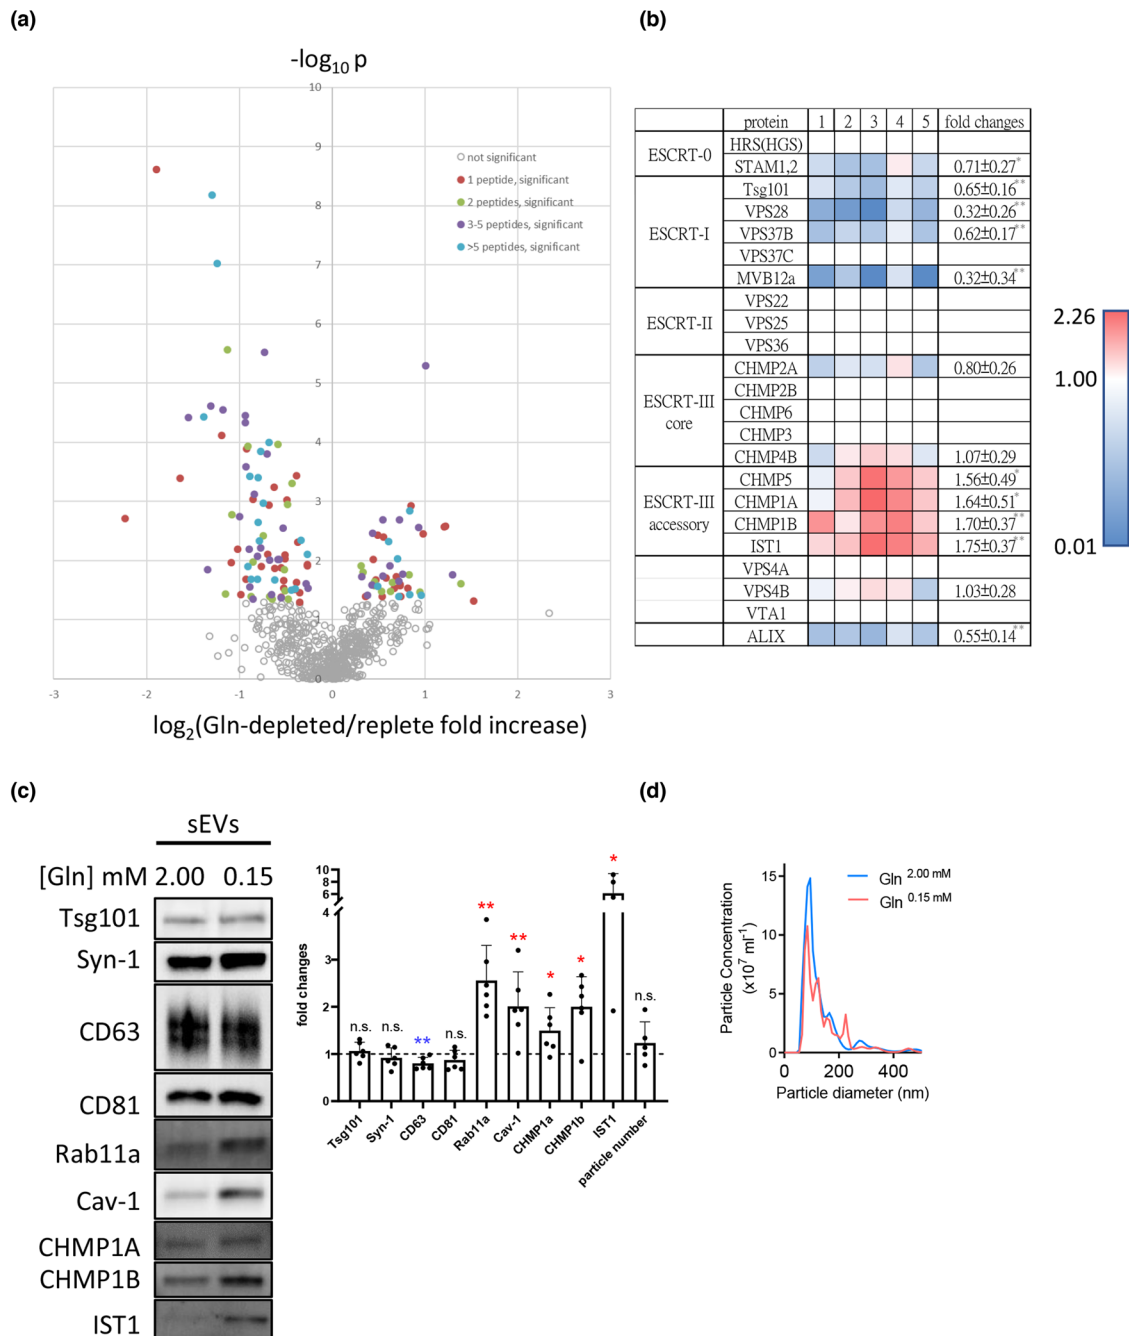 (a)
-log10 p
10
9
8
7
6
5
4
3
2
1
0
-3 -2 -1 0 1 2 3
not significant
1 peptide, significant
2 peptides, significant
3-5 peptides, significant
>5 peptides, significant
log2(Gln-depleted/replete fold increase)
(b)
protein 1 2 3 4 5 fold changes
ESCRT-0
HRS(HGS)
STAM1,2 0.71±0.27*
ESCRT-I
Tsg101 0.65±0.16**
VPS28 0.32±0.26**
VPS37B 0.62±0.17**
VPS37C
MVB12a 0.32±0.34**
ESCRT-II
VPS22
VPS25
VPS36
ESCRT-III
core
CHMP2A 0.80±0.26
CHMP2B
CHMP6
CHMP3
CHMP4B 1.07±0.29
ESCRT-III
accessory
CHMP5 1.56±0.49*
CHMP1A 1.64±0.51*
CHMP1B 1.70±0.37**
IST1 1.75±0.37**
VPS4A
VPS4B 1.03±0.28
VTA1
ALIX 0.55±0.14**
2.26
1.00
0.01
(c)
sEVs
[Gln] mM 2.00 0.15
Tsg101
Syn-1
CD63
CD81
Rab11a
Cav-1
CHMP1A
CHMP1B
IST1
fold changes
10
8
6
4
3
2
1
0
n.s. n.s. ** n.s. ** ** * * * n.s.
Tsg101 Syn-1 CD63 CD81 Rab11a Cav-1 CHMP1a CHMP1b IST1 particle number
(d)
Particle Concentration
(x10⁷ ml⁻¹)
15
10
5
0
0 200 400
Particle diameter (nm)
Gln 2.00 mM
Gln 0.15 mM